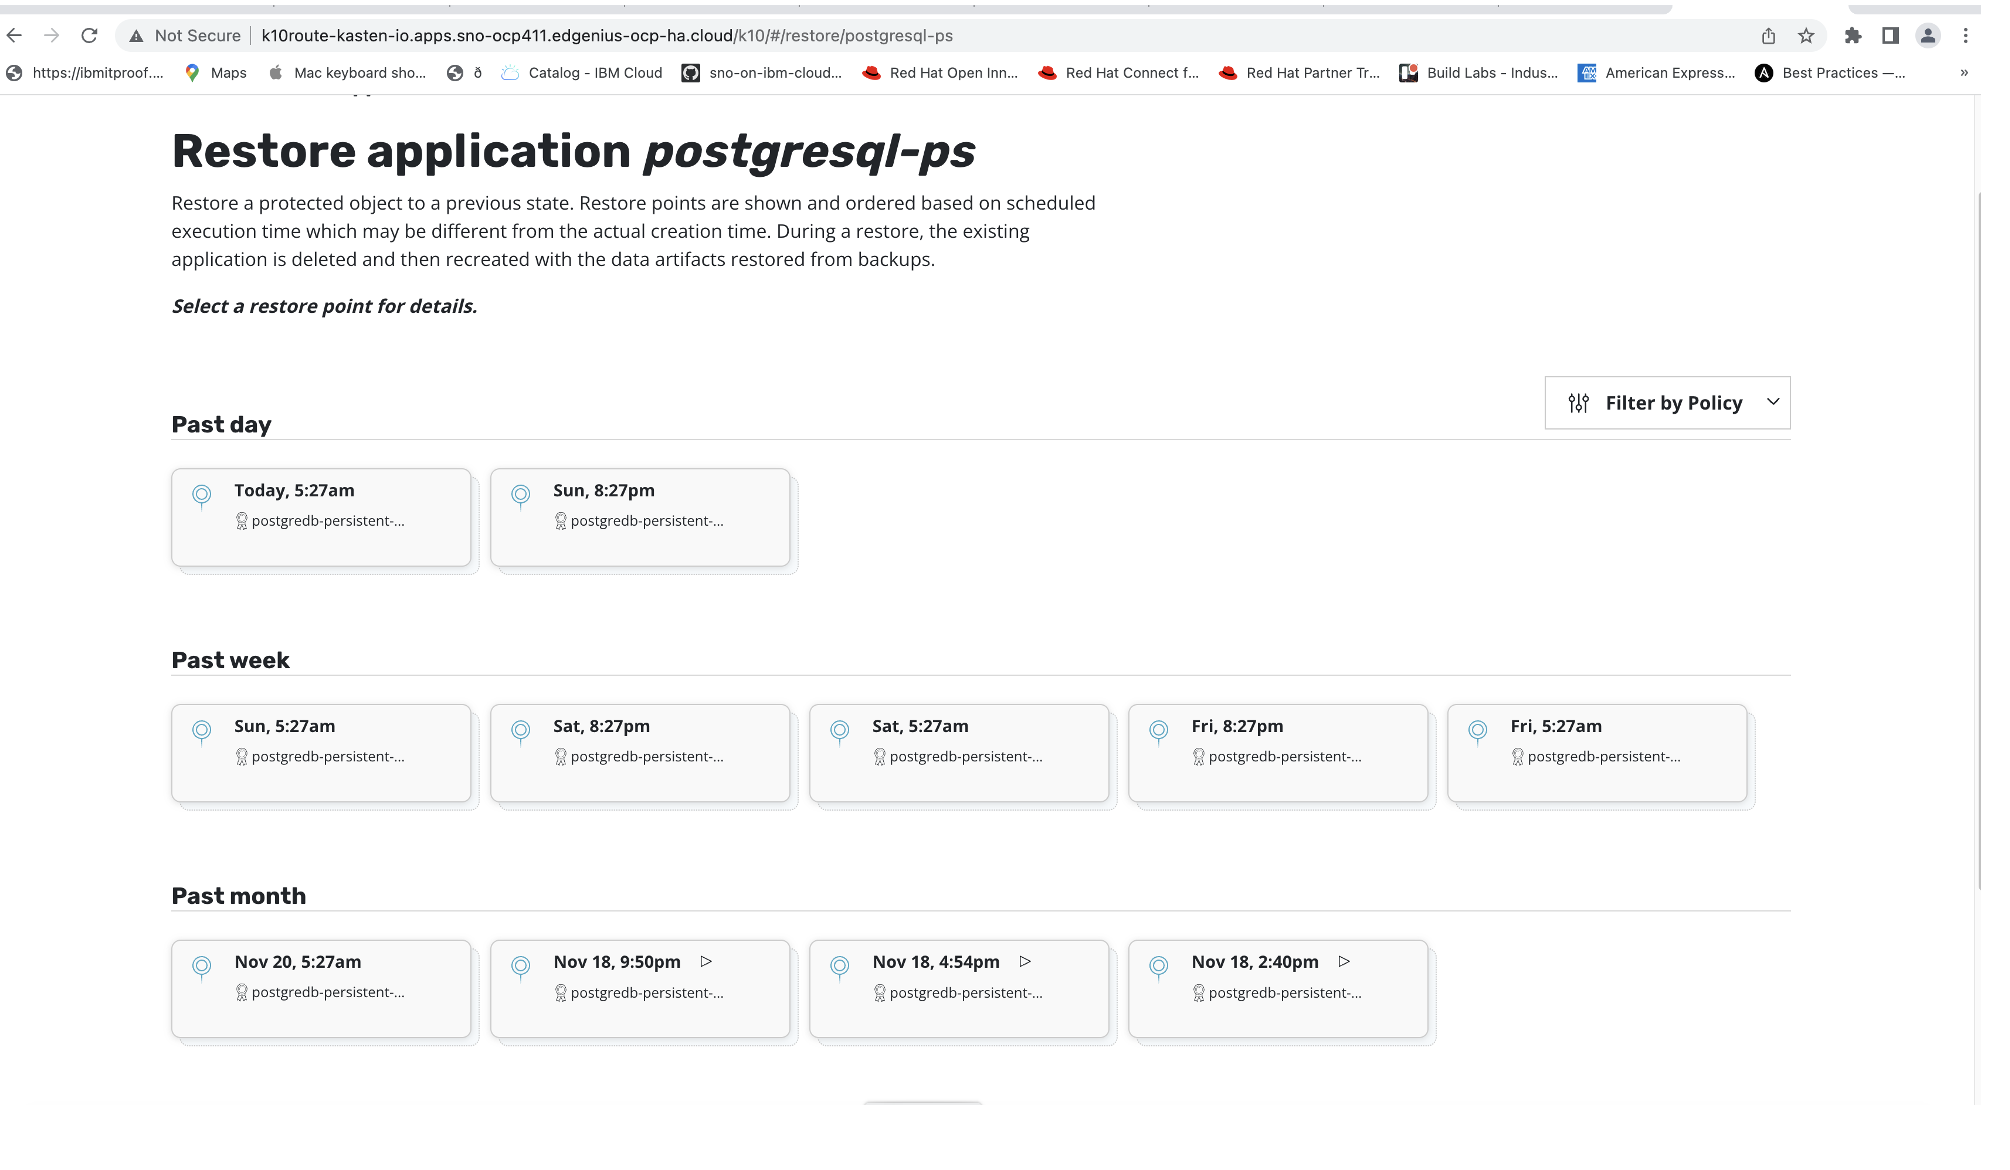 Not Secure k10route-kasten-io.apps.sno-ocp411.edgenius-ocp-ha.cloud/k10/#/restore/postgresql-ps
https://ibmitproof.... Maps Mac keyboard sho... ð Catalog - IBM Cloud sno-on-ibm-cloud... Red Hat Open Inn... Red Hat Connect f... Red Hat Partner Tr... Build Labs - Indus... American Express... Best Practices —... »
Restore application postgresql-ps
Restore a protected object to a previous state. Restore points are shown and ordered based on scheduled
execution time which may be different from the actual creation time. During a restore, the existing
application is deleted and then recreated with the data artifacts restored from backups.
Select a restore point for details.
Filter by Policy
Past day
Today, 5:27am Sun, 8:27pm
postgredb-persistent-... postgredb-persistent-...
Past week
Sun, 5:27am Sat, 8:27pm Sat, 5:27am Fri, 8:27pm Fri, 5:27am
postgredb-persistent-... postgredb-persistent-... postgredb-persistent-... postgredb-persistent-... postgredb-persistent-...
Past month
Nov 20, 5:27am Nov 18, 9:50pm Nov 18, 4:54pm Nov 18, 2:40pm
postgredb-persistent-... postgredb-persistent-... postgredb-persistent-... postgredb-persistent-...